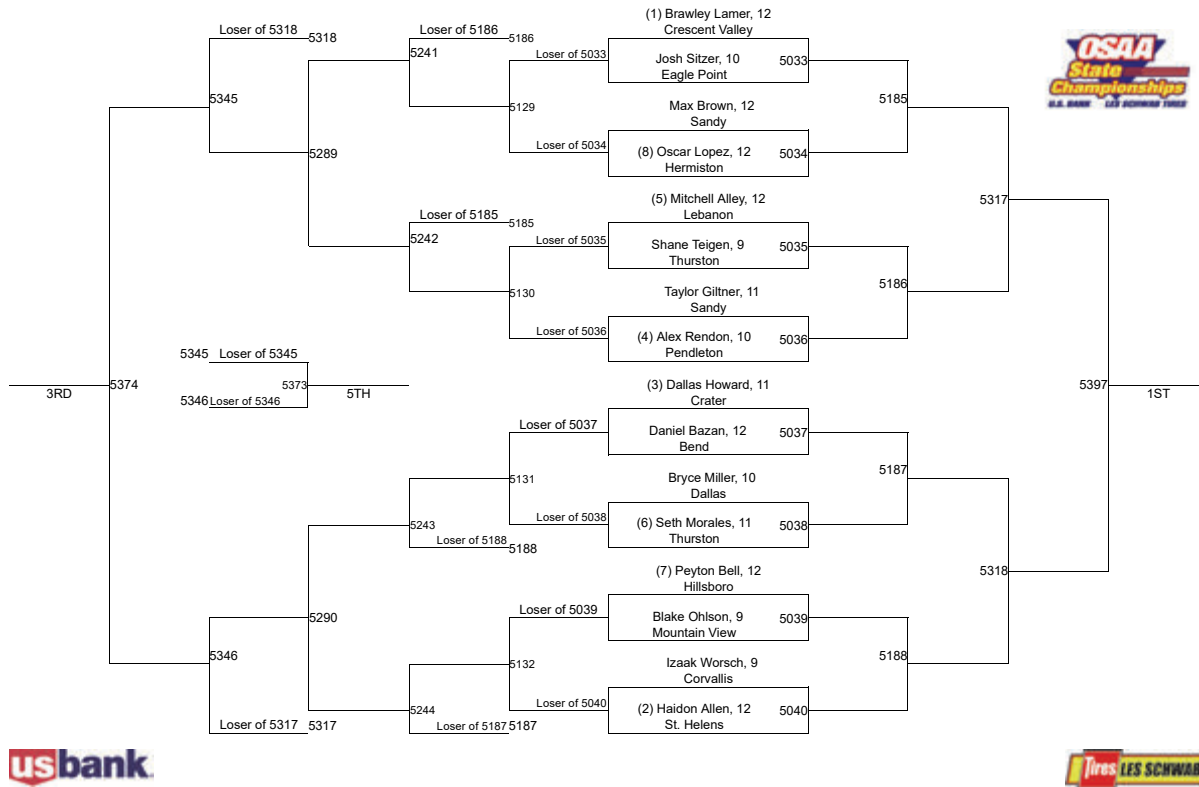 (1) Brawley Lamer, 12
Crescent Valley
Loser of 5318 5318
Loser of 5186 5186
OSAA
State
Championships
U.S. BANK LES SCHWAB TIRES
5241
Loser of 5033
Josh Sitzer, 10
Eagle Point
5033
5345
5129
Max Brown, 12
Sandy
5185
5289
Loser of 5034
(8) Oscar Lopez, 12
Hermiston
5034
(5) Mitchell Alley, 12
Lebanon
5317
Loser of 5185 5185
5242
Loser of 5035
Shane Teigen, 9
Thurston
5035
5130
Taylor Giltner, 11
Sandy
5186
Loser of 5036
(4) Alex Rendon, 10
Pendleton
5036
5345 Loser of 5345
5374
3RD
5373
5TH
5346 Loser of 5346
(3) Dallas Howard, 11
Crater
5397
1ST
Loser of 5037
Daniel Bazan, 12
Bend
5037
5131
Bryce Miller, 10
Dallas
5187
5243
Loser of 5038
(6) Seth Morales, 11
Thurston
5038
Loser of 5188 5188
(7) Peyton Bell, 12
Hillsboro
5318
5290
Loser of 5039
Blake Ohlson, 9
Mountain View
5039
5346
5132
Izaak Worsch, 9
Corvallis
5188
5244
Loser of 5040
(2) Haidon Allen, 12
St. Helens
5040
Loser of 5317 5317
Loser of 5187 5187
usbank
Tires LES SCHWAB